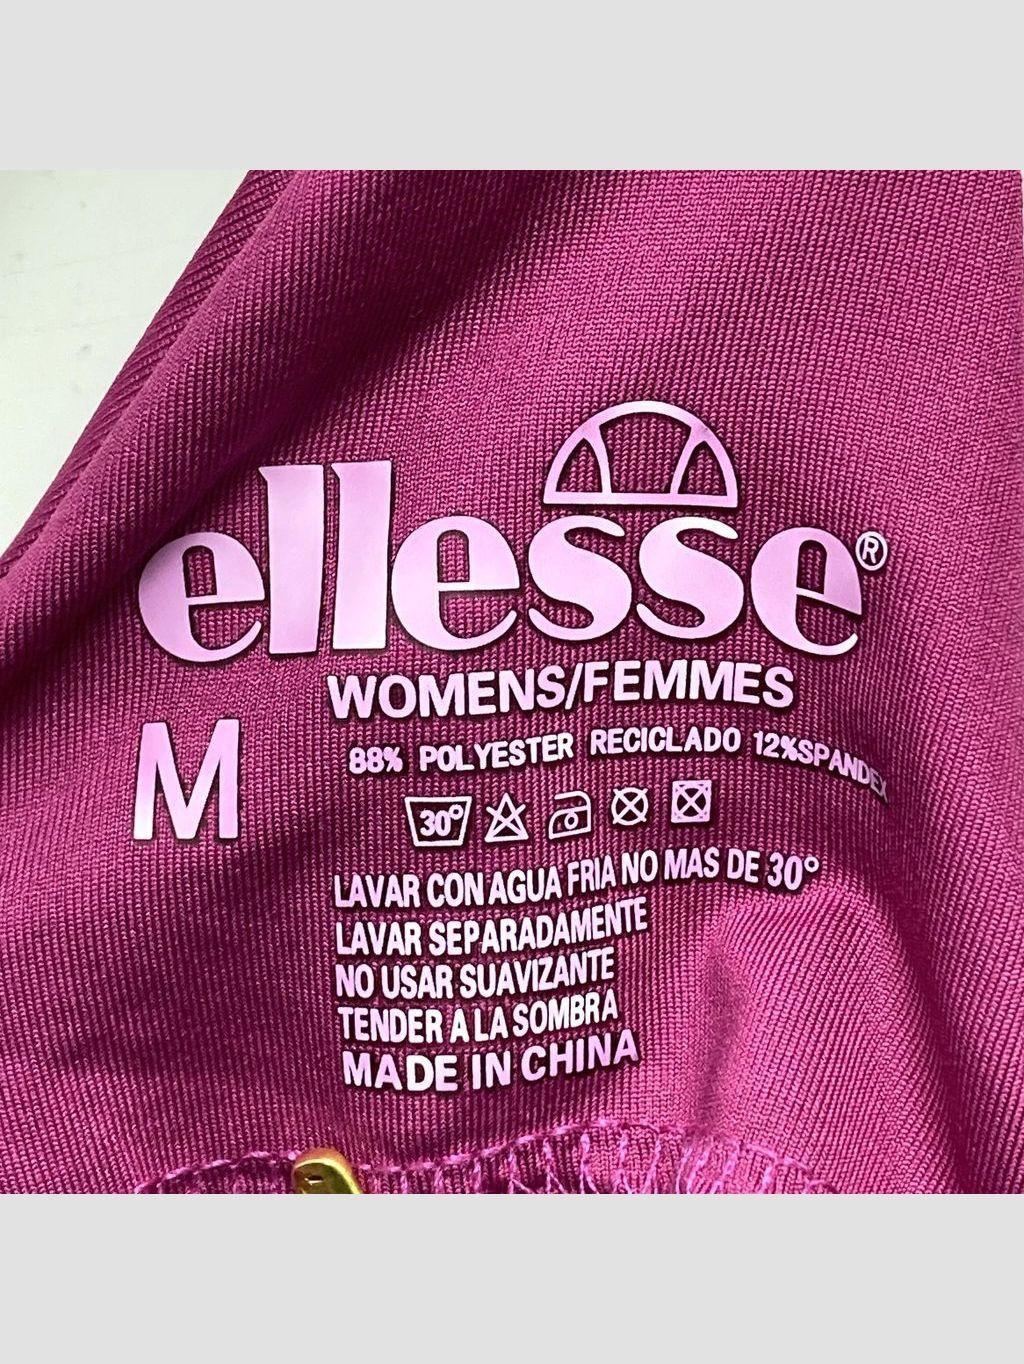 ellesse®
WOMENS/FEMMES
M
88% POLYESTER RECICLADO 12%SPANDEX
30°
LAVAR CON AGUA FRIA NO MAS DE 30°
LAVAR SEPARADAMENTE
NO USAR SUAVIZANTE
TENDER A LA SOMBRA
MADE IN CHINA